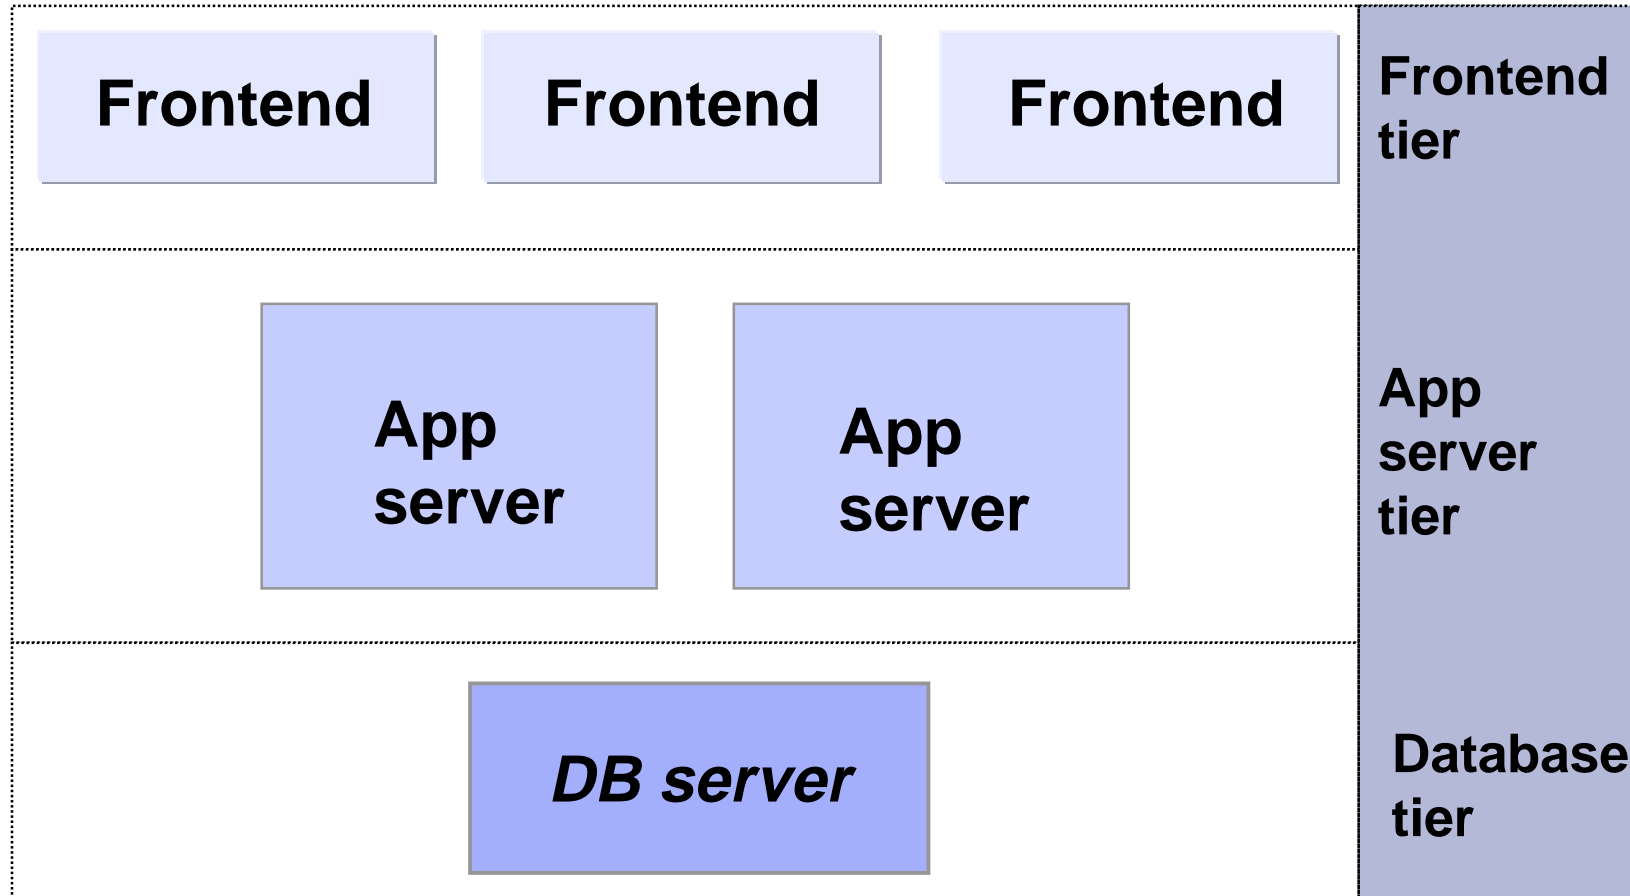 Frontend
Frontend
Frontend
Frontend
tier
App
server
App
server
App
server
tier
DB server
Database
tier